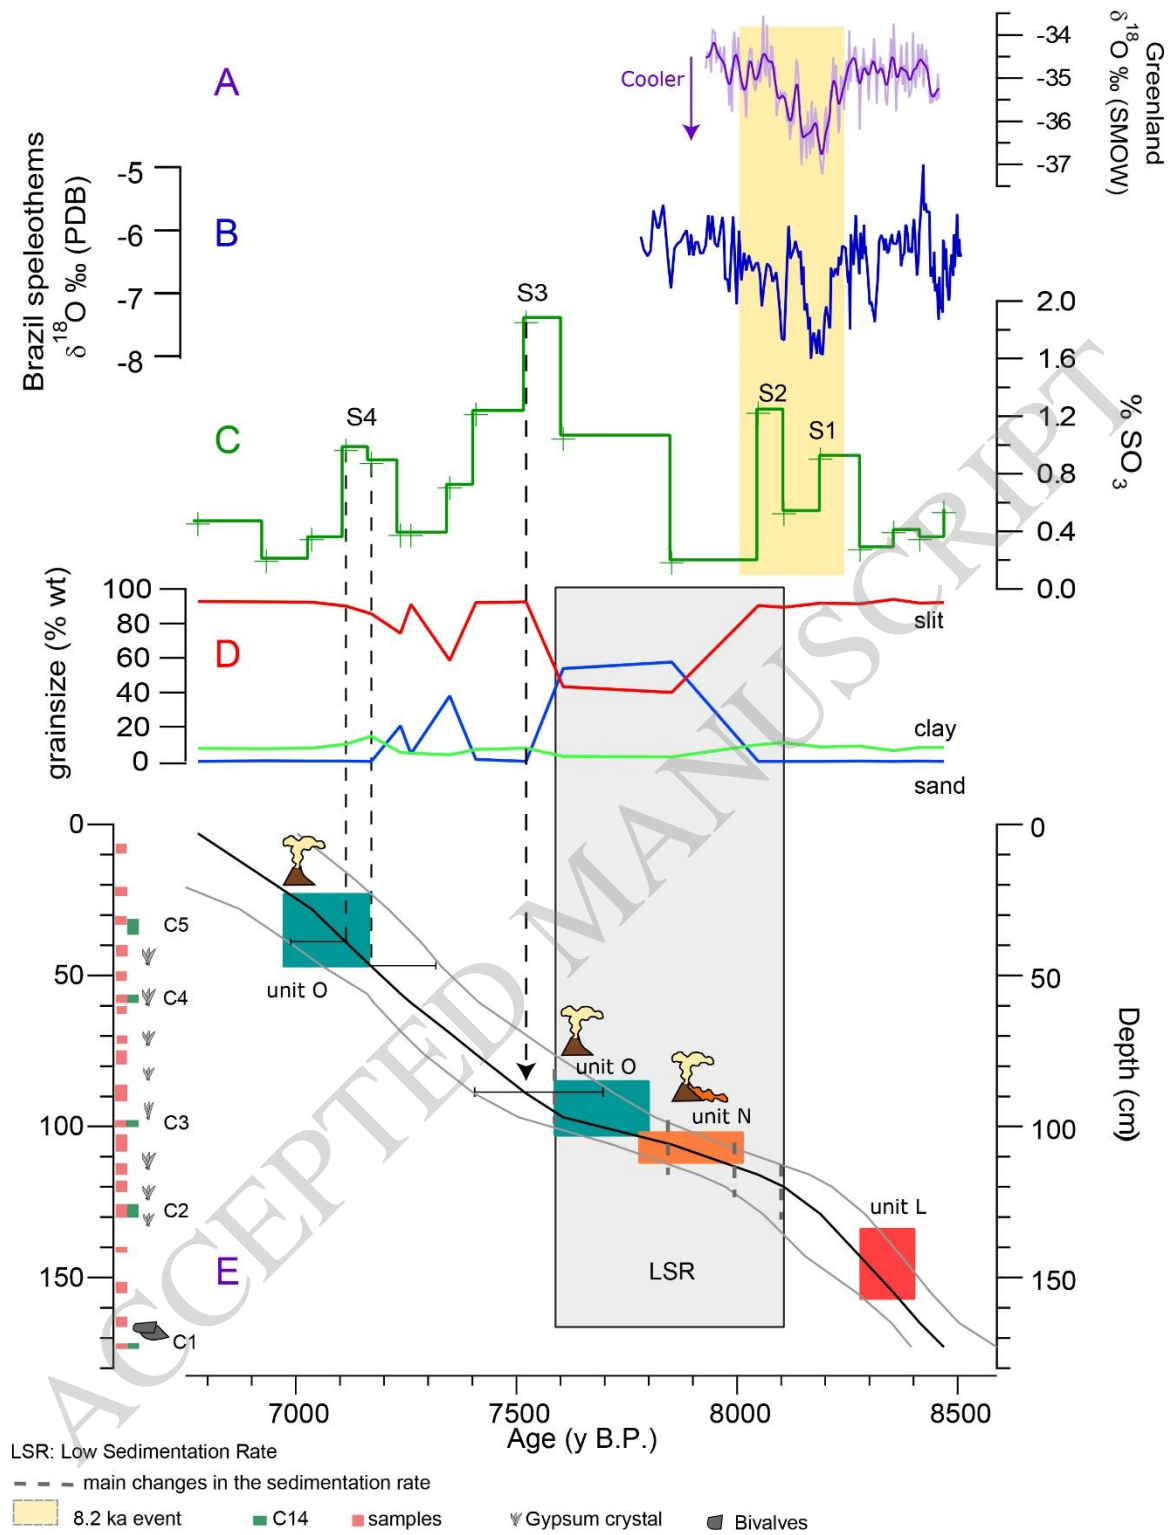 A
Cooler
-34
-35
-36
-37
Greenland
δ18O ‰ (SMOW)
Brazil speleothems
δ18O ‰ (PDB)
-5
-6
-7
-8
B
S3
S4
S2
S1
C
2.0
1.6
1.2
0.8
0.4
0.0
% SO3
grainsize (% wt)
100
80
60
40
20
0
D
slit
clay
sand
0
50
100
150
C5
C4
C3
C2
C1
unit O
unit O
unit N
unit L
LSR
E
0
50
100
150
Depth (cm)
7000
7500
8000
8500
Age (y B.P.)
LSR: Low Sedimentation Rate
main changes in the sedimentation rate
8.2 ka event
C14
samples
Gypsum crystal
Bivalves
ACCEPTED MANUSCRIPT